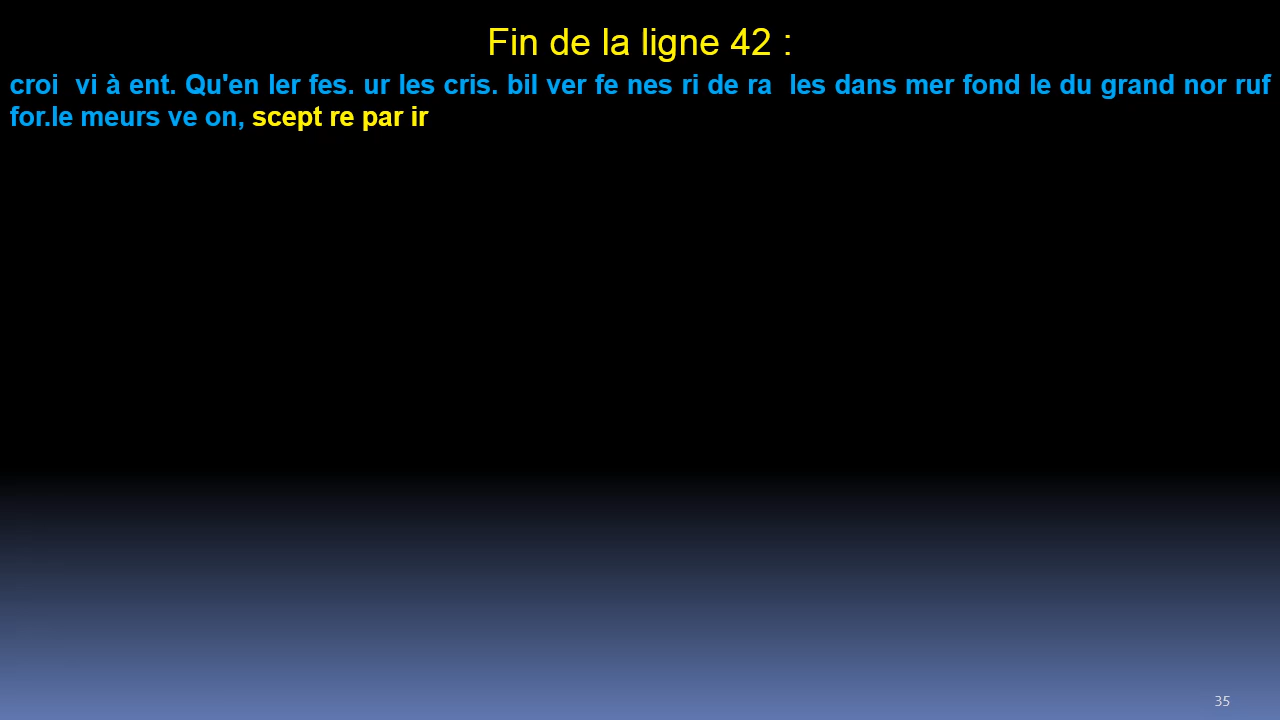 Fin de la ligne 42 :
croi  vi à ent. Qu'en ler fes. ur les cris. bil ver fe nes ri de ra  les dans mer fond le du grand nor ruf
for.le meurs ve on, scept re par ir
35